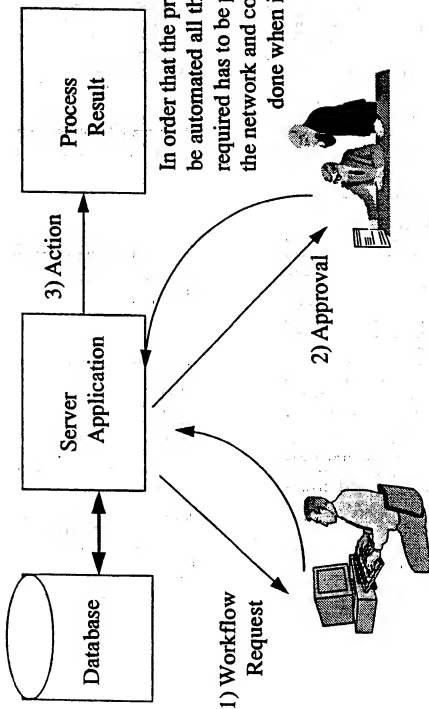 Database
Server
Application
3) Action
Process
Result
1) Workflow
Request
2) Approval
In order that the pr
be automated all th
required has to be p
the network and co
done when i